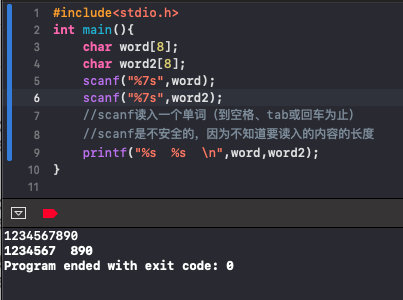 1 #include<stdio.h>
2 int main(){
3 char word[8];
4 char word2[8];
5 scanf("%7s",word);
6 scanf("%7s",word2);
7 //scanf读入一个单词（到空格、tab或回车为止）
8 //scanf是不安全的，因为不知道要读入的内容的长度
9 printf("%s  %s  \n",word,word2);
10 }
11
1234567890
1234567  890
Program ended with exit code: 0